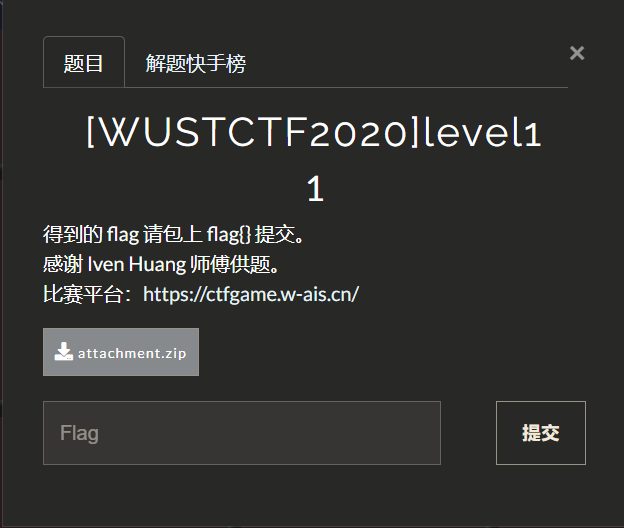 题目
解题快手榜
×
[WUSTCTF2020]level1
1
得到的 flag 请包上 flag{} 提交。
感谢 Iven Huang 师傅供题。
比赛平台：https://ctfgame.w-ais.cn/
attachment.zip
Flag
提交